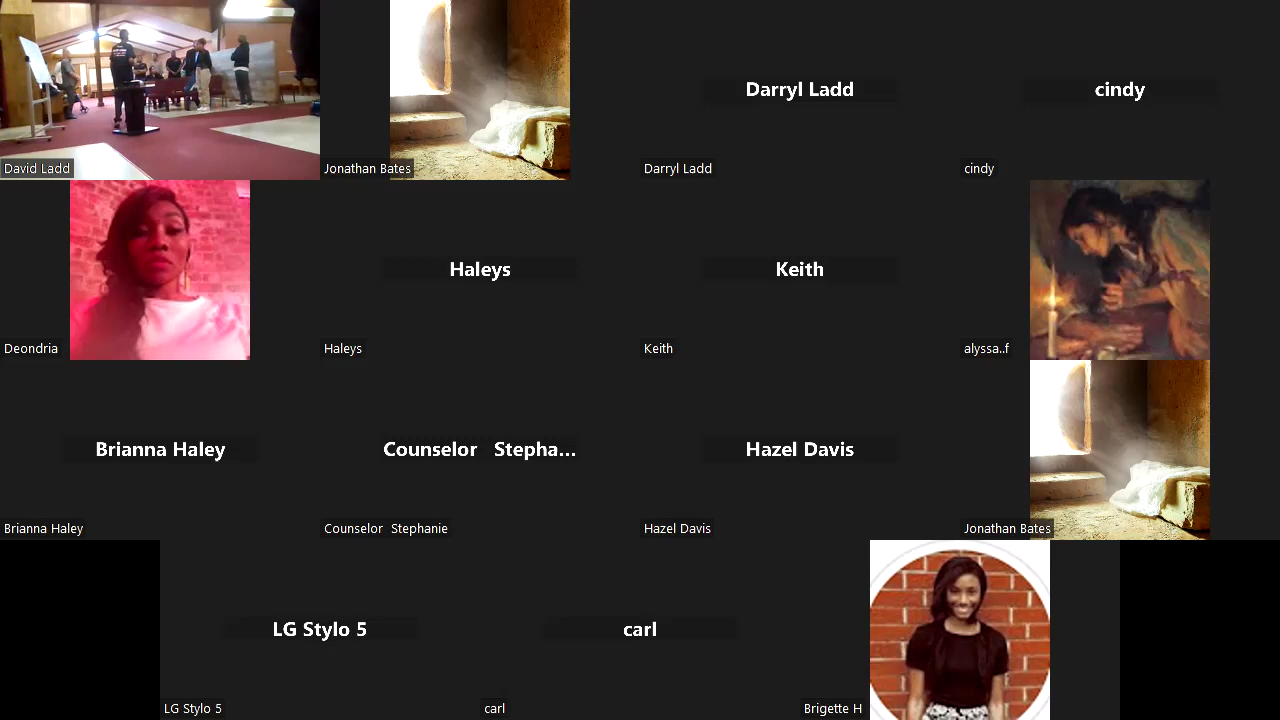 Darryl Ladd
cindy
David Ladd
Jonathan Bates
Darryl Ladd
cindy
Haleys
Keith
Deondria
Haleys
Keith
alyssa..f
Brianna Haley
Counselor Stepha...
Hazel Davis
Brianna Haley
Counselor Stephanie
Hazel Davis
Jonathan Bates
LG Stylo 5
carl
LG Stylo 5
carl
Brigette H